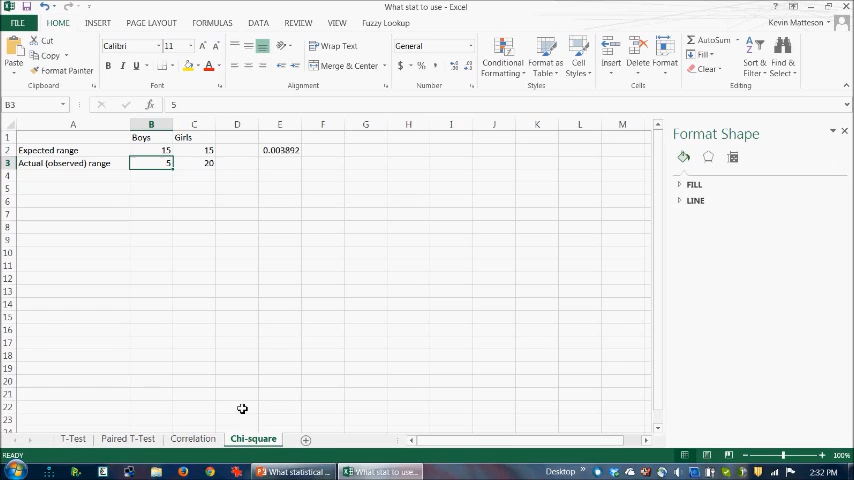 What stat to use - Excel
FILE HOME INSERT PAGE LAYOUT FORMULAS DATA REVIEW VIEW Fuzzy Lookup Kevin Matteson
Cut
Copy
Format Painter
Paste
Clipboard
Calibri 11
B I U
Font
Wrap Text
Merge & Center
Alignment
General
$ % ,
Number
Conditional Formatting
Format as Table
Cell Styles
Styles
Insert Delete Format
Cells
AutoSum
Fill
Clear
Sort & Filter
Find & Select
Editing
B3 fx 5
A B C D E F G H I J K L M
1 Boys Girls
2 Expected range 15 15 0.003892
3 Actual (observed) range 5 20
4
5
6
7
8
9
10
11
12
13
14
15
16
17
18
19
20
21
22
23
Format Shape
FILL
LINE
T-Test Paired T-Test Correlation Chi-square
READY 100%
What statistical ... What stat to use... Desktop 2:32 PM